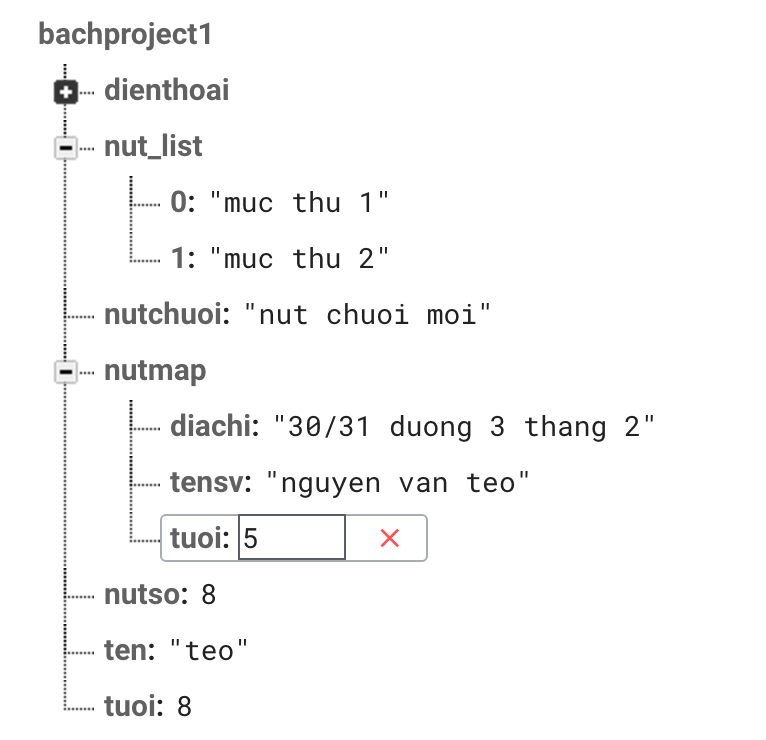 bachproject1
dienthoai
nut_list
0: "muc thu 1"
1: "muc thu 2"
nutchuoi: "nut chuoi moi"
nutmap
diachi: "30/31 duong 3 thang 2"
tensv: "nguyen van teo"
tuoi: 5
nutso: 8
ten: "teo"
tuoi: 8